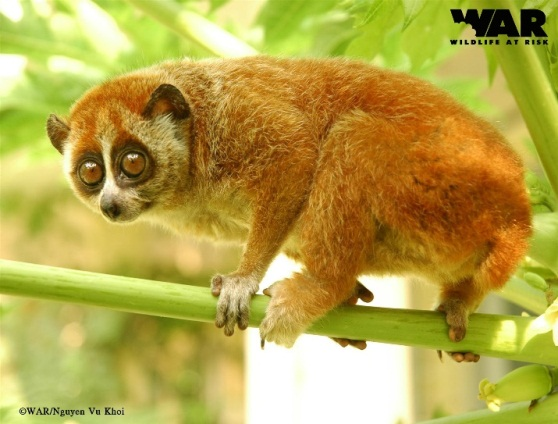 WAR
WILDLIFE AT RISK
©WAR/Nguyen Vu Khoi